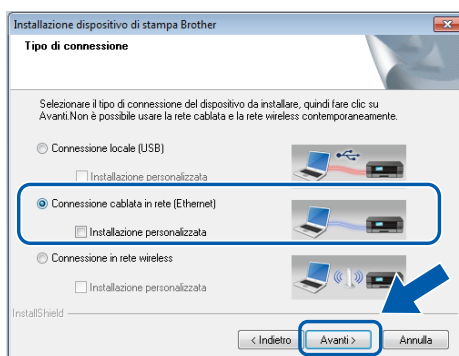 Installazione dispositivo di stampa Brother
Tipo di connessione
Selezionare il tipo di connessione del dispositivo da installare, quindi fare clic su
Avanti.Non è possibile usare la rete cablata e la rete wireless contemporaneamente.
Connessione locale (USB)
Installazione personalizzata
Connessione cablata in rete (Ethernet)
Installazione personalizzata
Connessione in rete wireless
Installazione personalizzata
InstallShield
< Indietro Avanti > Annulla